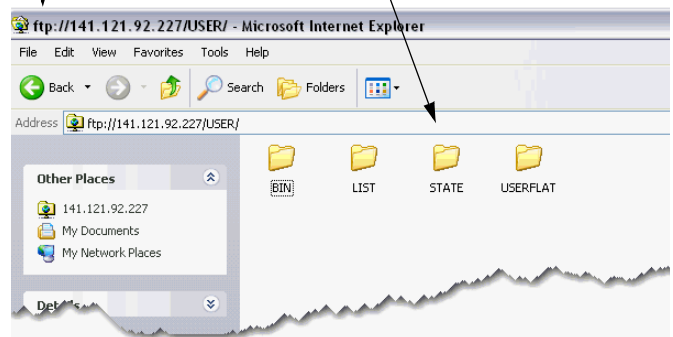 ftp://141.121.92.227/USER/ - Microsoft Internet Explorer
File Edit View Favorites Tools Help
Back Search Folders
Address ftp://141.121.92.227/USER/
Other Places
141.121.92.227
My Documents
My Network Places
BIN LIST STATE USERFLAT